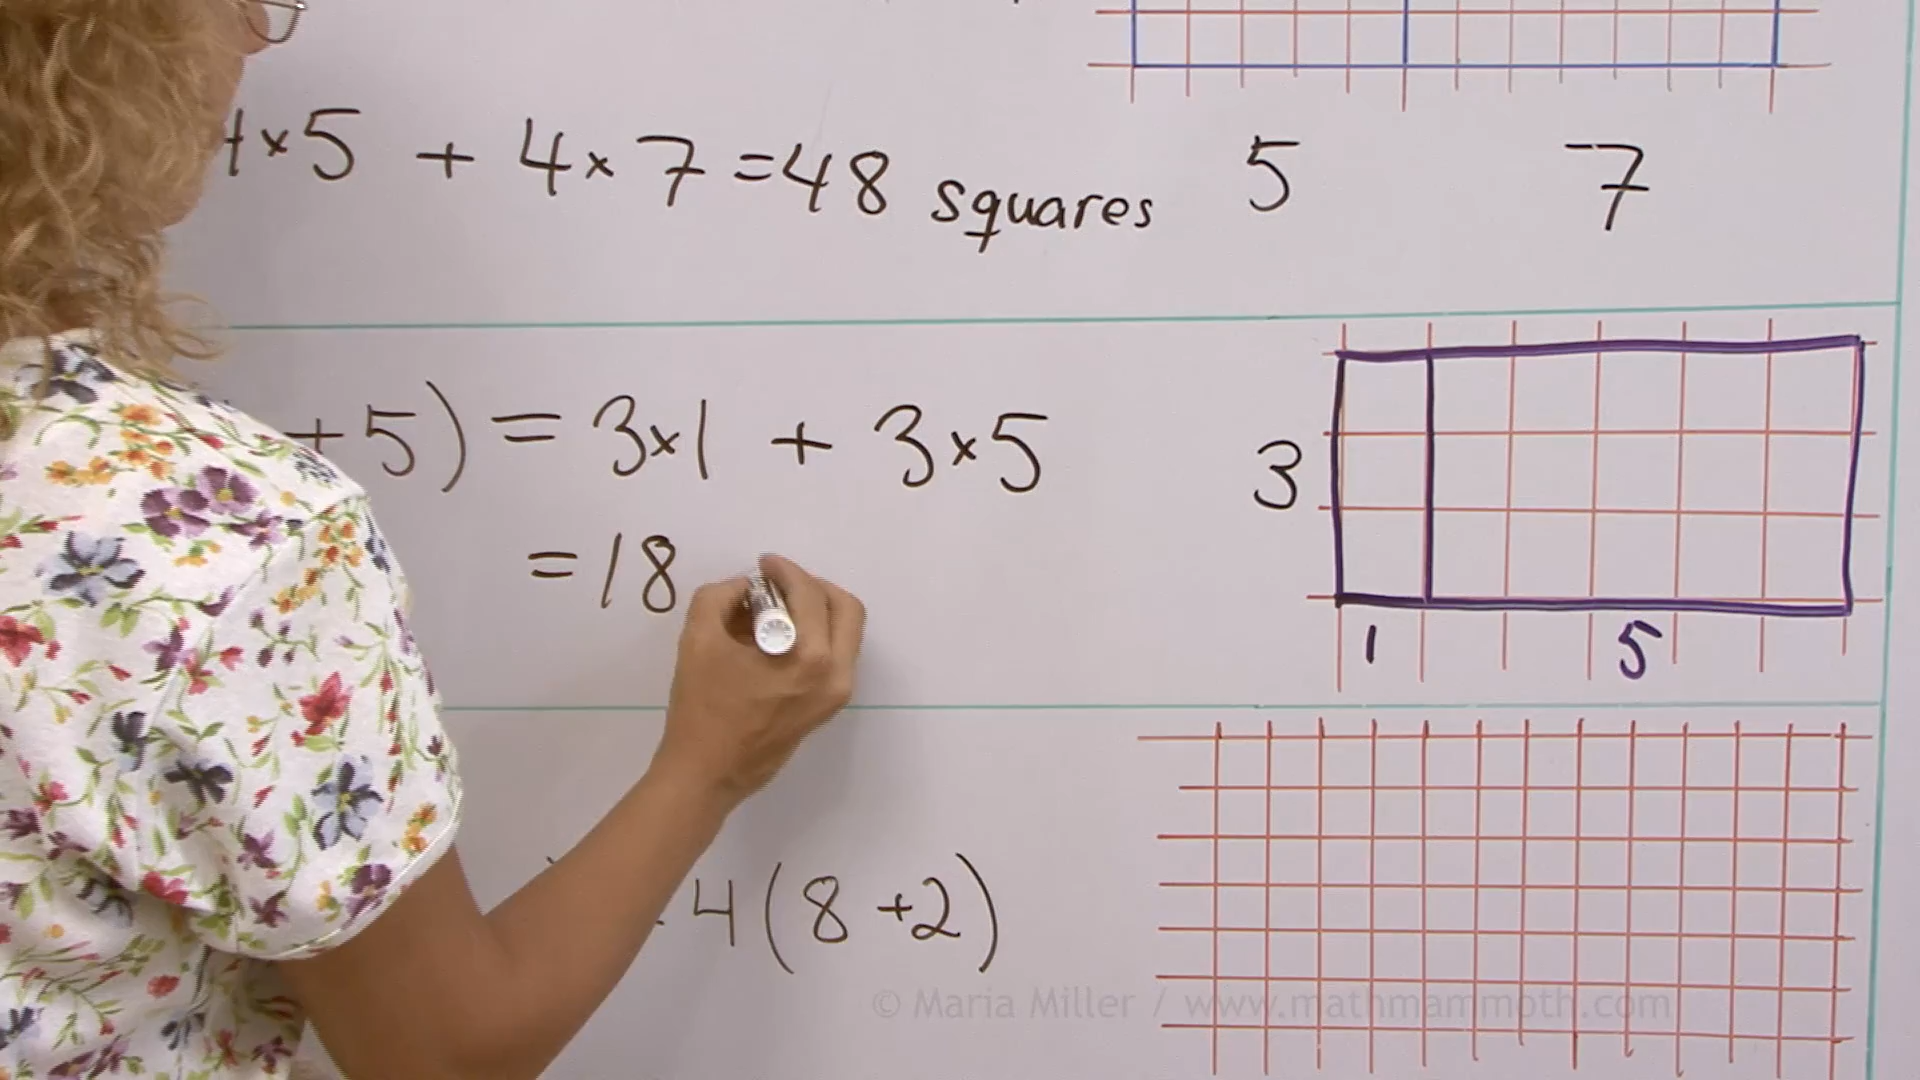 4×5 + 4×7 =48 squares
5 7
+5) = 3×1 + 3×5
3
=18
1 5
4(8+2)
© Maria Miller / www.mathmammoth.com